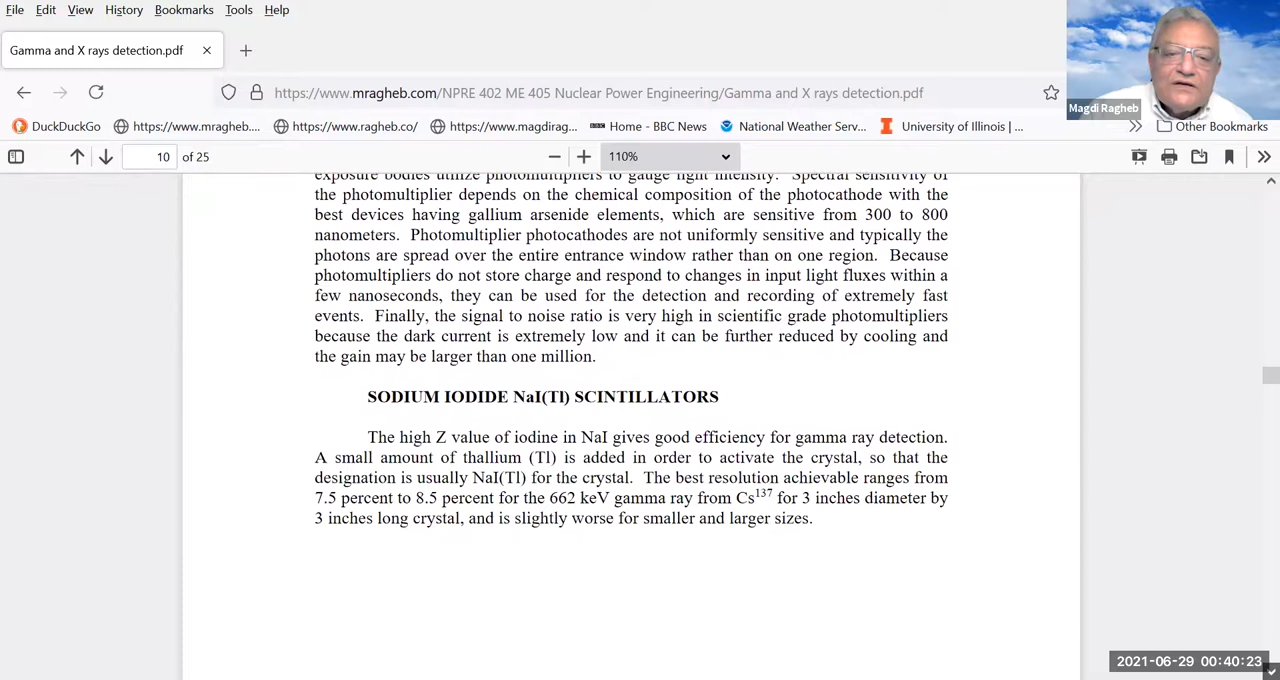 File Edit View History Bookmarks Tools Help
Gamma and X rays detection.pdf
https://www.mragheb.com/NPRE 402 ME 405 Nuclear Power Engineering/Gamma and X rays detection.pdf
Magdi Ragheb
DuckDuckGo https://www.mragheb.... https://www.ragheb.co/ https://www.magdirag... Home - BBC News National Weather Serv... University of Illinois |... Other Bookmarks
10 of 25 110%
exposure bodies utilize photomultipliers to gauge light intensity. Spectral sensitivity of
the photomultiplier depends on the chemical composition of the photocathode with the
best devices having gallium arsenide elements, which are sensitive from 300 to 800
nanometers. Photomultiplier photocathodes are not uniformly sensitive and typically the
photons are spread over the entire entrance window rather than on one region. Because
photomultipliers do not store charge and respond to changes in input light fluxes within a
few nanoseconds, they can be used for the detection and recording of extremely fast
events. Finally, the signal to noise ratio is very high in scientific grade photomultipliers
because the dark current is extremely low and it can be further reduced by cooling and
the gain may be larger than one million.
SODIUM IODIDE NaI(Tl) SCINTILLATORS
The high Z value of iodine in NaI gives good efficiency for gamma ray detection.
A small amount of thallium (Tl) is added in order to activate the crystal, so that the
designation is usually NaI(Tl) for the crystal. The best resolution achievable ranges from
7.5 percent to 8.5 percent for the 662 keV gamma ray from Cs¹³⁷ for 3 inches diameter by
3 inches long crystal, and is slightly worse for smaller and larger sizes.
2021-06-29 00:40:23